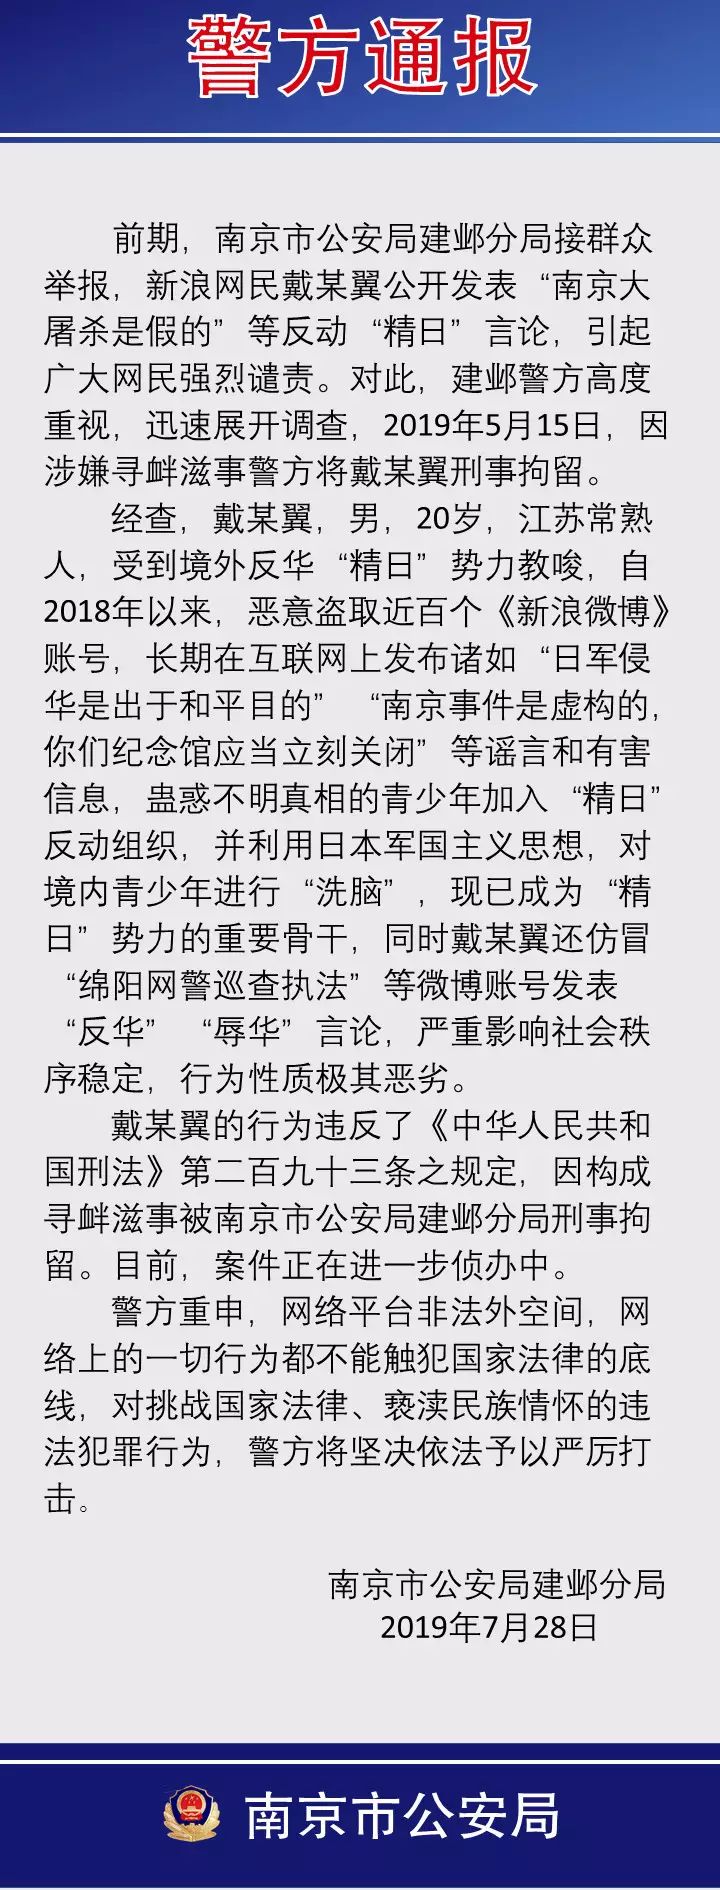 警方通报
前期，南京市公安局建邺分局接群众
举报，新浪网民戴某翼公开发表“南京大
屠杀是假的”等反动“精日”言论，引起
广大网民强烈谴责。对此，建邺警方高度
重视，迅速展开调查，2019年5月15日，因
涉嫌寻衅滋事警方将戴某翼刑事拘留。
经查，戴某翼，男，20岁，江苏常熟
人，受到境外反华“精日”势力教唆，自
2018年以来，恶意盗取近百个《新浪微博》
账号，长期在互联网上发布诸如“日军侵
华是出于和平目的” “南京事件是虚构的，
你们纪念馆应当立刻关闭”等谣言和有害
信息，蛊惑不明真相的青少年加入“精日”
反动组织，并利用日本军国主义思想，对
境内青少年进行“洗脑”，现已成为“精
日”势力的重要骨干，同时戴某翼还仿冒
“绵阳网警巡查执法”等微博账号发表
“反华” “辱华”言论，严重影响社会秩
序稳定，行为性质极其恶劣。
戴某翼的行为违反了《中华人民共和
国刑法》第二百九十三条之规定，因构成
寻衅滋事被南京市公安局建邺分局刑事拘
留。目前，案件正在进一步侦办中。
警方重申，网络平台非法外空间，网
络上的一切行为都不能触犯国家法律的底
线，对挑战国家法律、亵渎民族情怀的违
法犯罪行为，警方将坚决依法予以严厉打
击。
南京市公安局建邺分局
2019年7月28日
南京市公安局